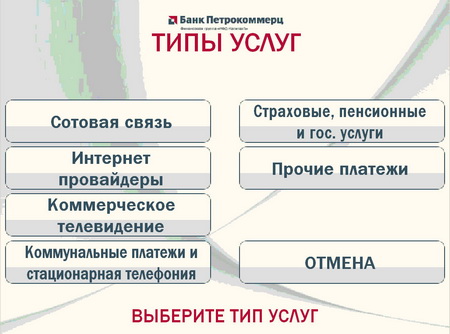 Банк Петрокоммерц
ТИПЫ УСЛУГ
Сотовая связь
Интернет
провайдеры
Коммерческое
телевидение
Коммунальные платежи и
стационарная телефония
Страховые, пенсионные
и гос. услуги
Прочие платежи
ОТМЕНА
ВЫБЕРИТЕ ТИП УСЛУГ